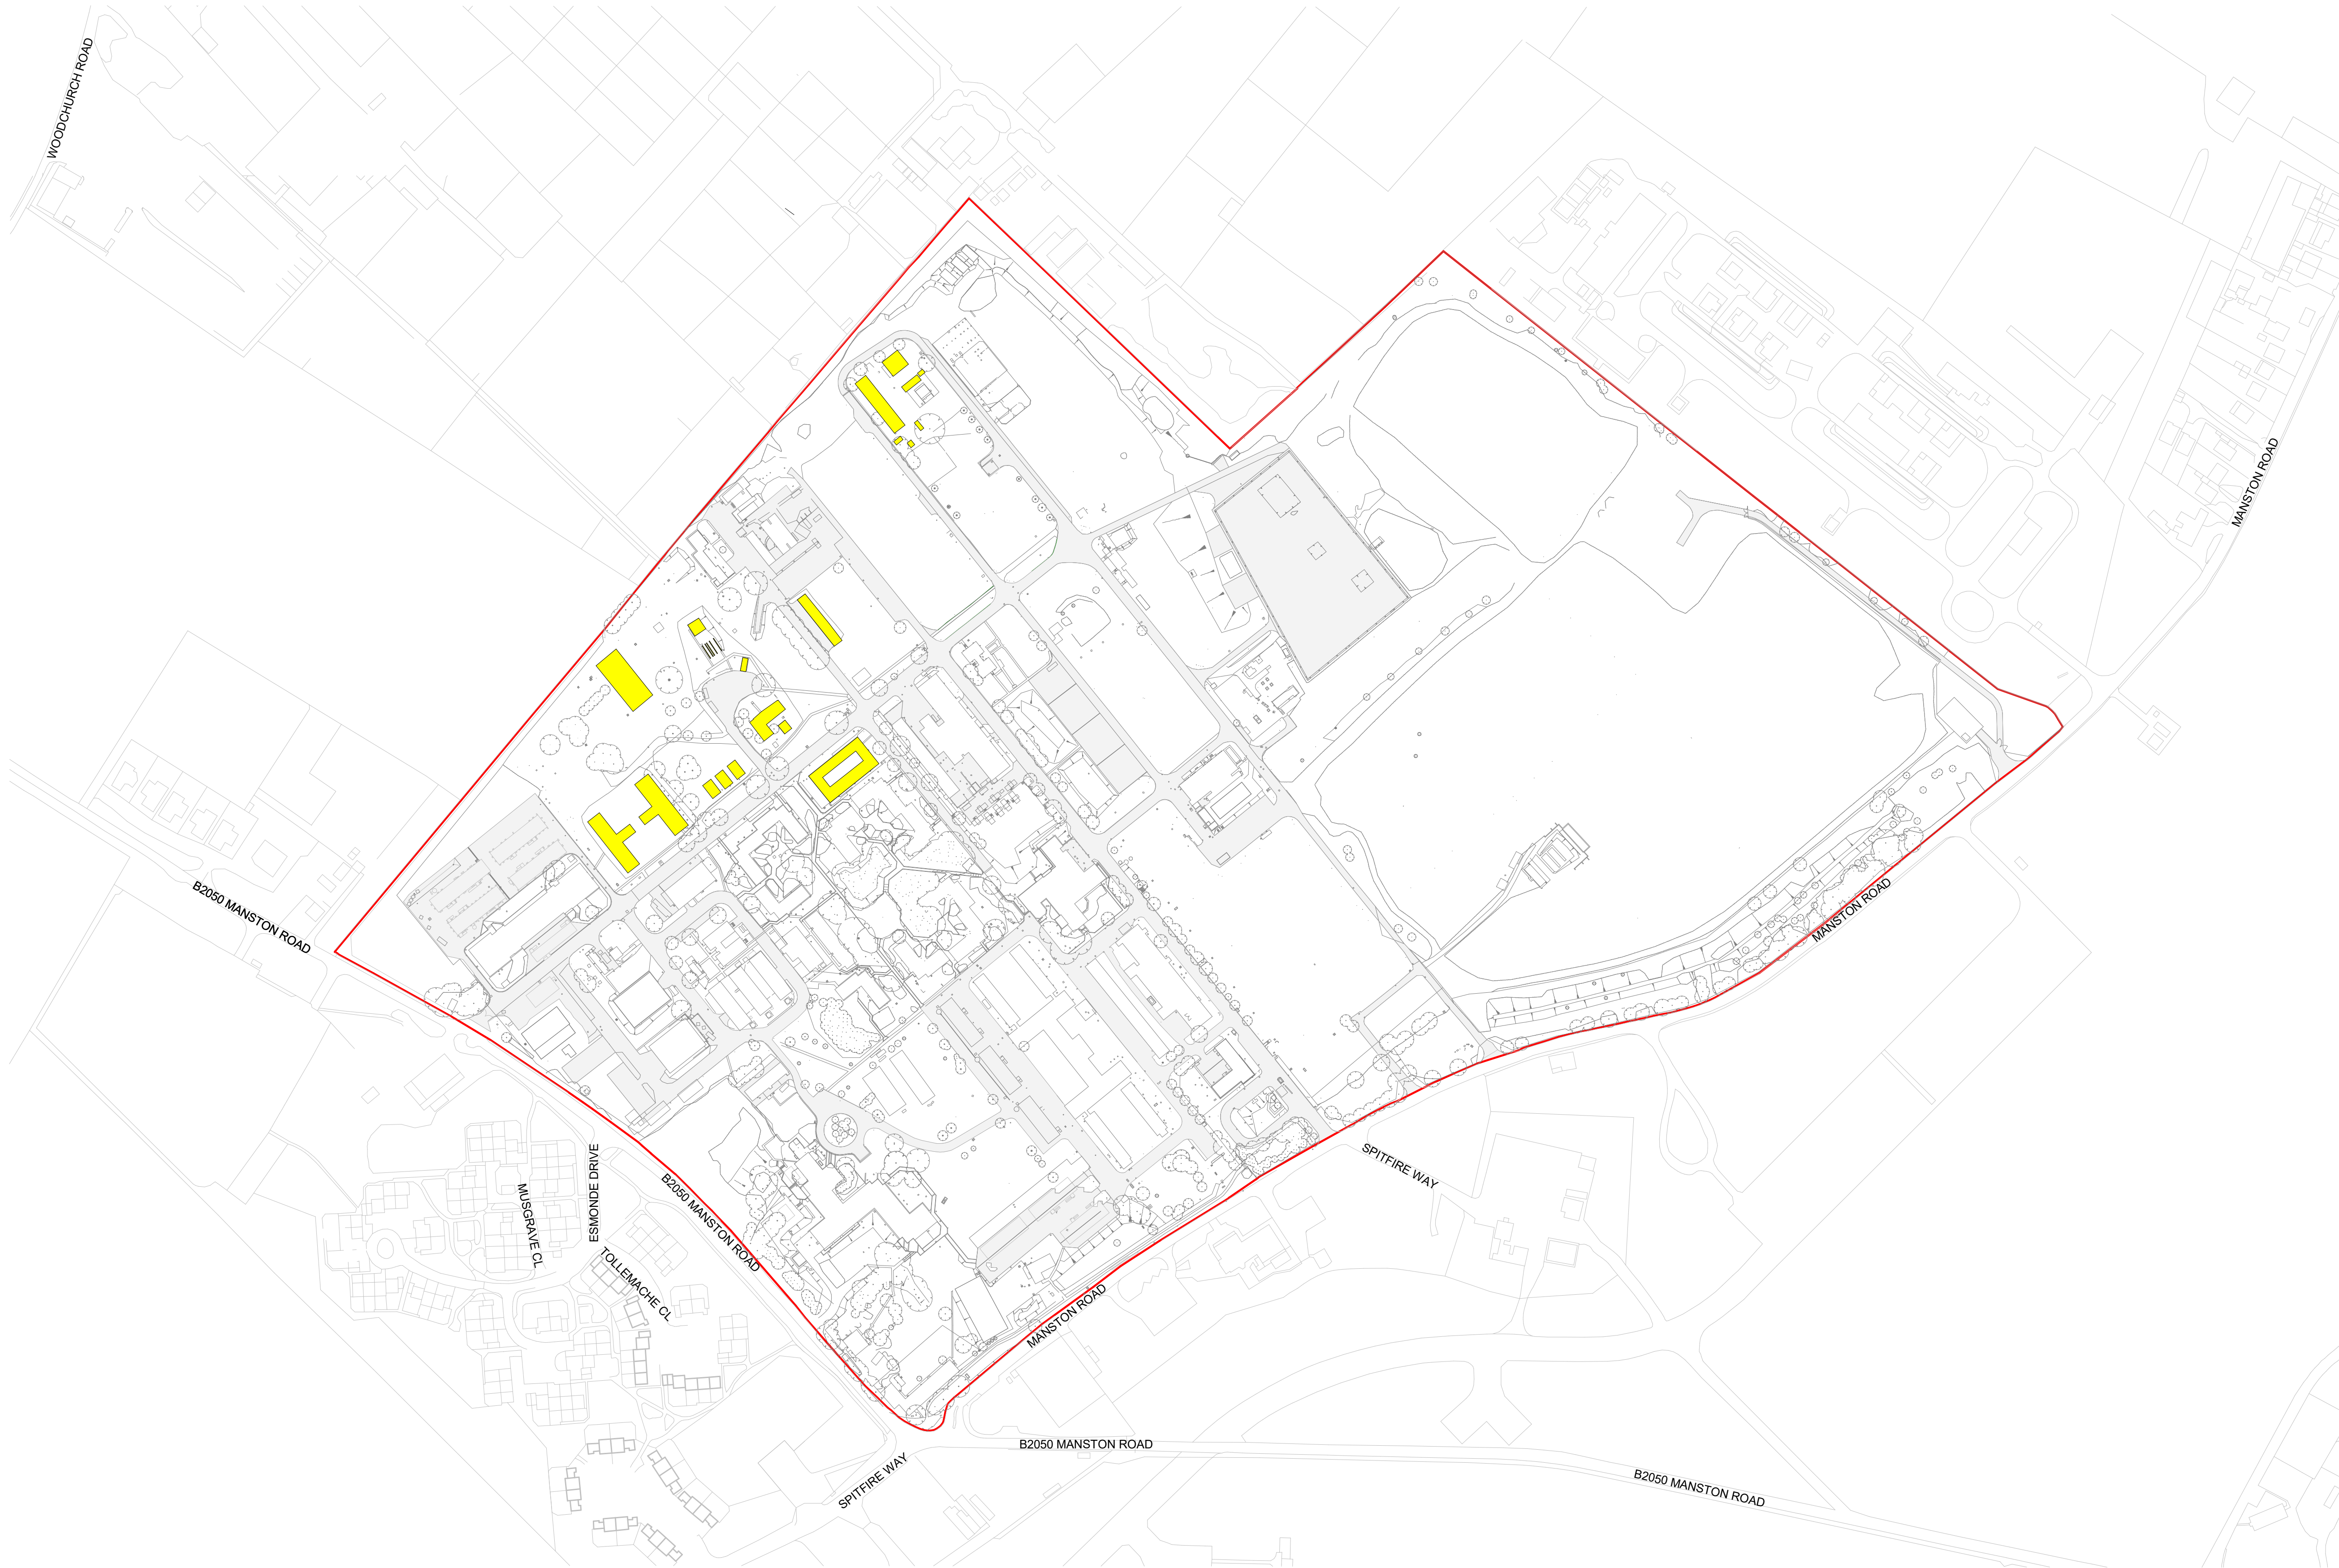 WOODCHURCH ROAD
MANSTON ROAD
B2050 MANSTON ROAD
MANSTON ROAD
SPITFIRE WAY
ESMONDE DRIVE
MUSGRAVE CL
B2050 MANSTON ROAD
TOLLEMACHE CL
MANSTON ROAD
B2050 MANSTON ROAD
SPITFIRE WAY
B2050 MANSTON ROAD